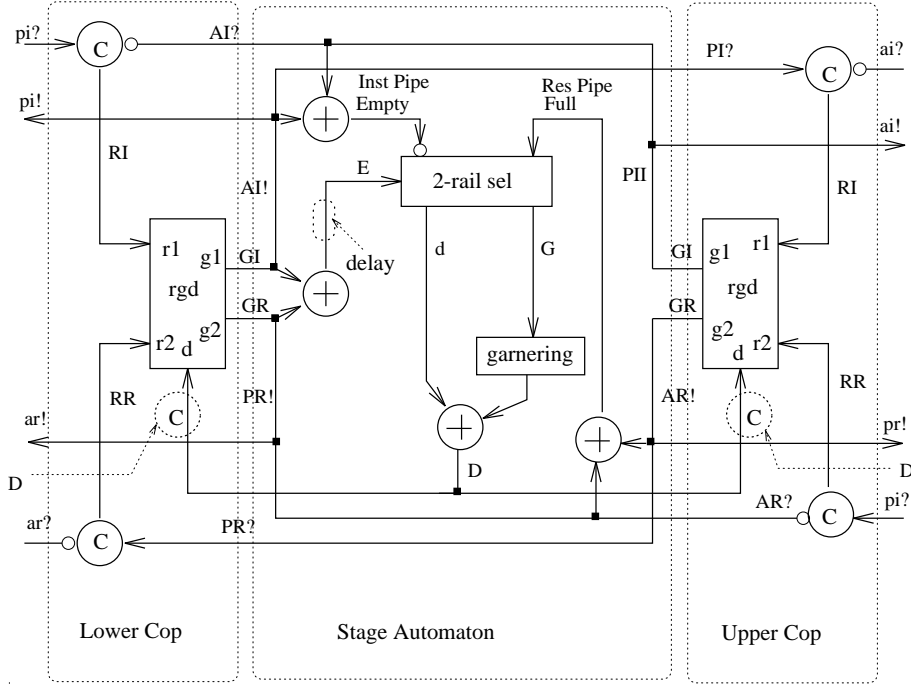 pi?
C
AI?
PI?
ai?
C
Inst Pipe
Empty
Res Pipe
Full
pi!
+
ai!
RI
E
2-rail sel
PII
RI
AI!
d
G
r1
g1
rgd
g2
r2
d
GI
GR
delay
+
GI
GR
g1
r1
rgd
g2
r2
d
garnering
RR
PR!
AR!
RR
ar!
C
+
+
C
pr!
D
D
D
ar?
C
PR?
AR?
C
pi?
Lower Cop
Stage Automaton
Upper Cop